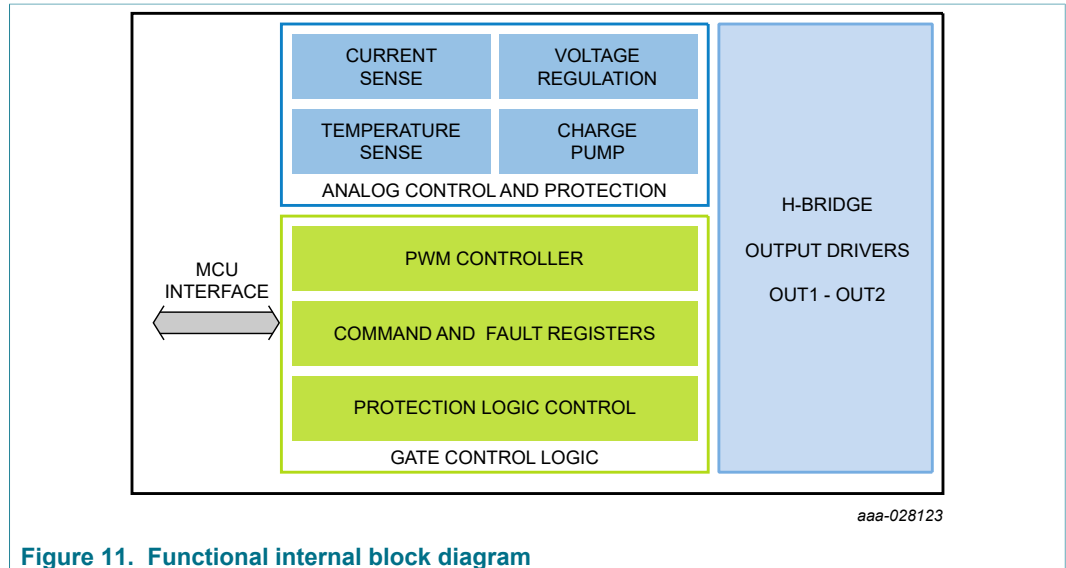 CURRENT
SENSE
VOLTAGE
REGULATION
TEMPERATURE
SENSE
CHARGE
PUMP
ANALOG CONTROL AND PROTECTION
MCU
INTERFACE
PWM CONTROLLER
COMMAND AND FAULT REGISTERS
PROTECTION LOGIC CONTROL
GATE CONTROL LOGIC
H-BRIDGE
OUTPUT DRIVERS
OUT1 - OUT2
aaa-028123
Figure 11. Functional internal block diagram